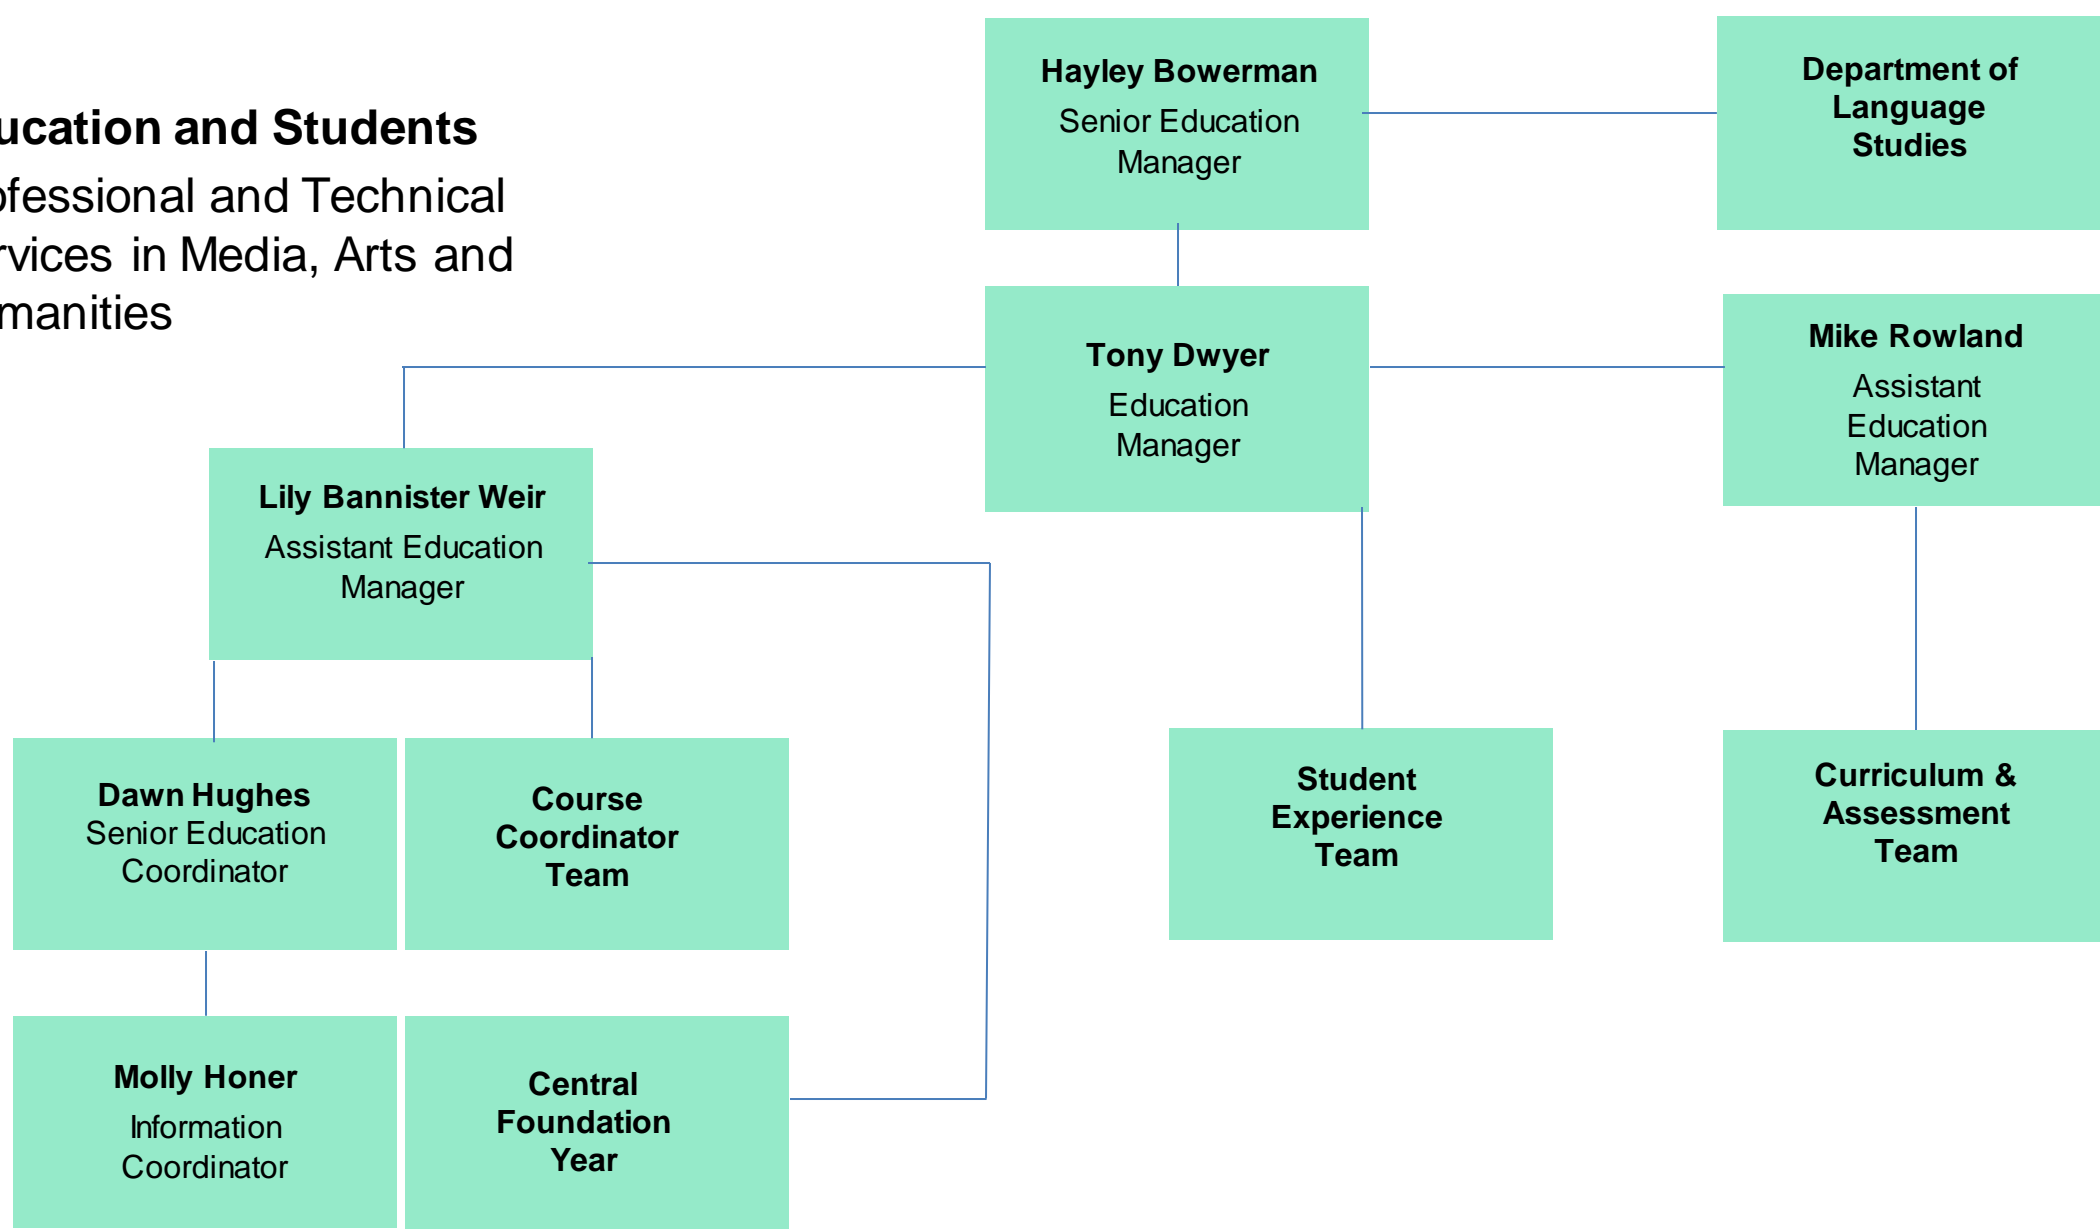 ucation and Students
ofessional and Technical
rvices in Media, Arts and
manities
Hayley Bowerman
Senior Education
Manager
Department of
Language
Studies
Tony Dwyer
Education
Manager
Mike Rowland
Assistant
Education
Manager
Lily Bannister Weir
Assistant Education
Manager
Dawn Hughes
Senior Education
Coordinator
Course
Coordinator
Team
Student
Experience
Team
Curriculum &
Assessment
Team
Molly Honer
Information
Coordinator
Central
Foundation
Year